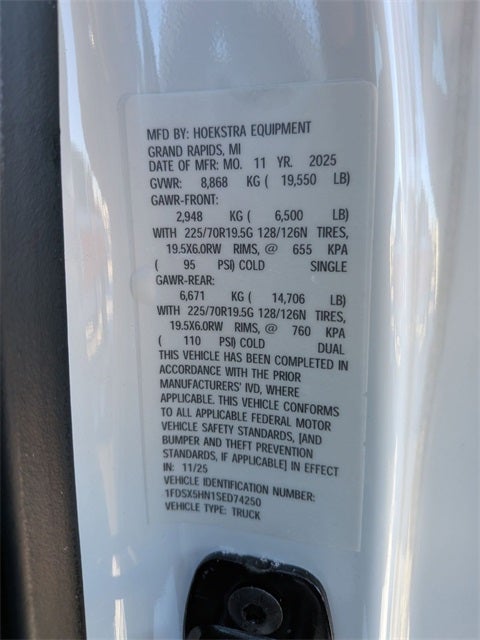 MFD BY: HOEKSTRA EQUIPMENT
GRAND RAPIDS, MI
DATE OF MFR: MO. 11 YR. 2025
GVWR: 8,868 KG ( 19,550 LB)
GAWR-FRONT:
2,948 KG ( 6,500 LB)
WITH 225/70R19.5G 128/126N TIRES,
19.5X6.0RW RIMS, @ 655 KPA
( 95 PSI) COLD SINGLE
GAWR-REAR:
6,671 KG ( 14,706 LB)
WITH 225/70R19.5G 128/126N TIRES,
19.5X6.0RW RIMS, @ 760 KPA
( 110 PSI) COLD DUAL
THIS VEHICLE HAS BEEN COMPLETED IN
ACCORDANCE WITH THE PRIOR
MANUFACTURERS' IVD, WHERE
APPLICABLE. THIS VEHICLE CONFORMS
TO ALL APPLICABLE FEDERAL MOTOR
VEHICLE SAFETY STANDARDS, [AND
BUMPER AND THEFT PREVENTION
STANDARDS, IF APPLICABLE] IN EFFECT
IN: 11/25
VEHICLE IDENTIFICATION NUMBER:
1FDSX5HN1SED74250
VEHICLE TYPE: TRUCK